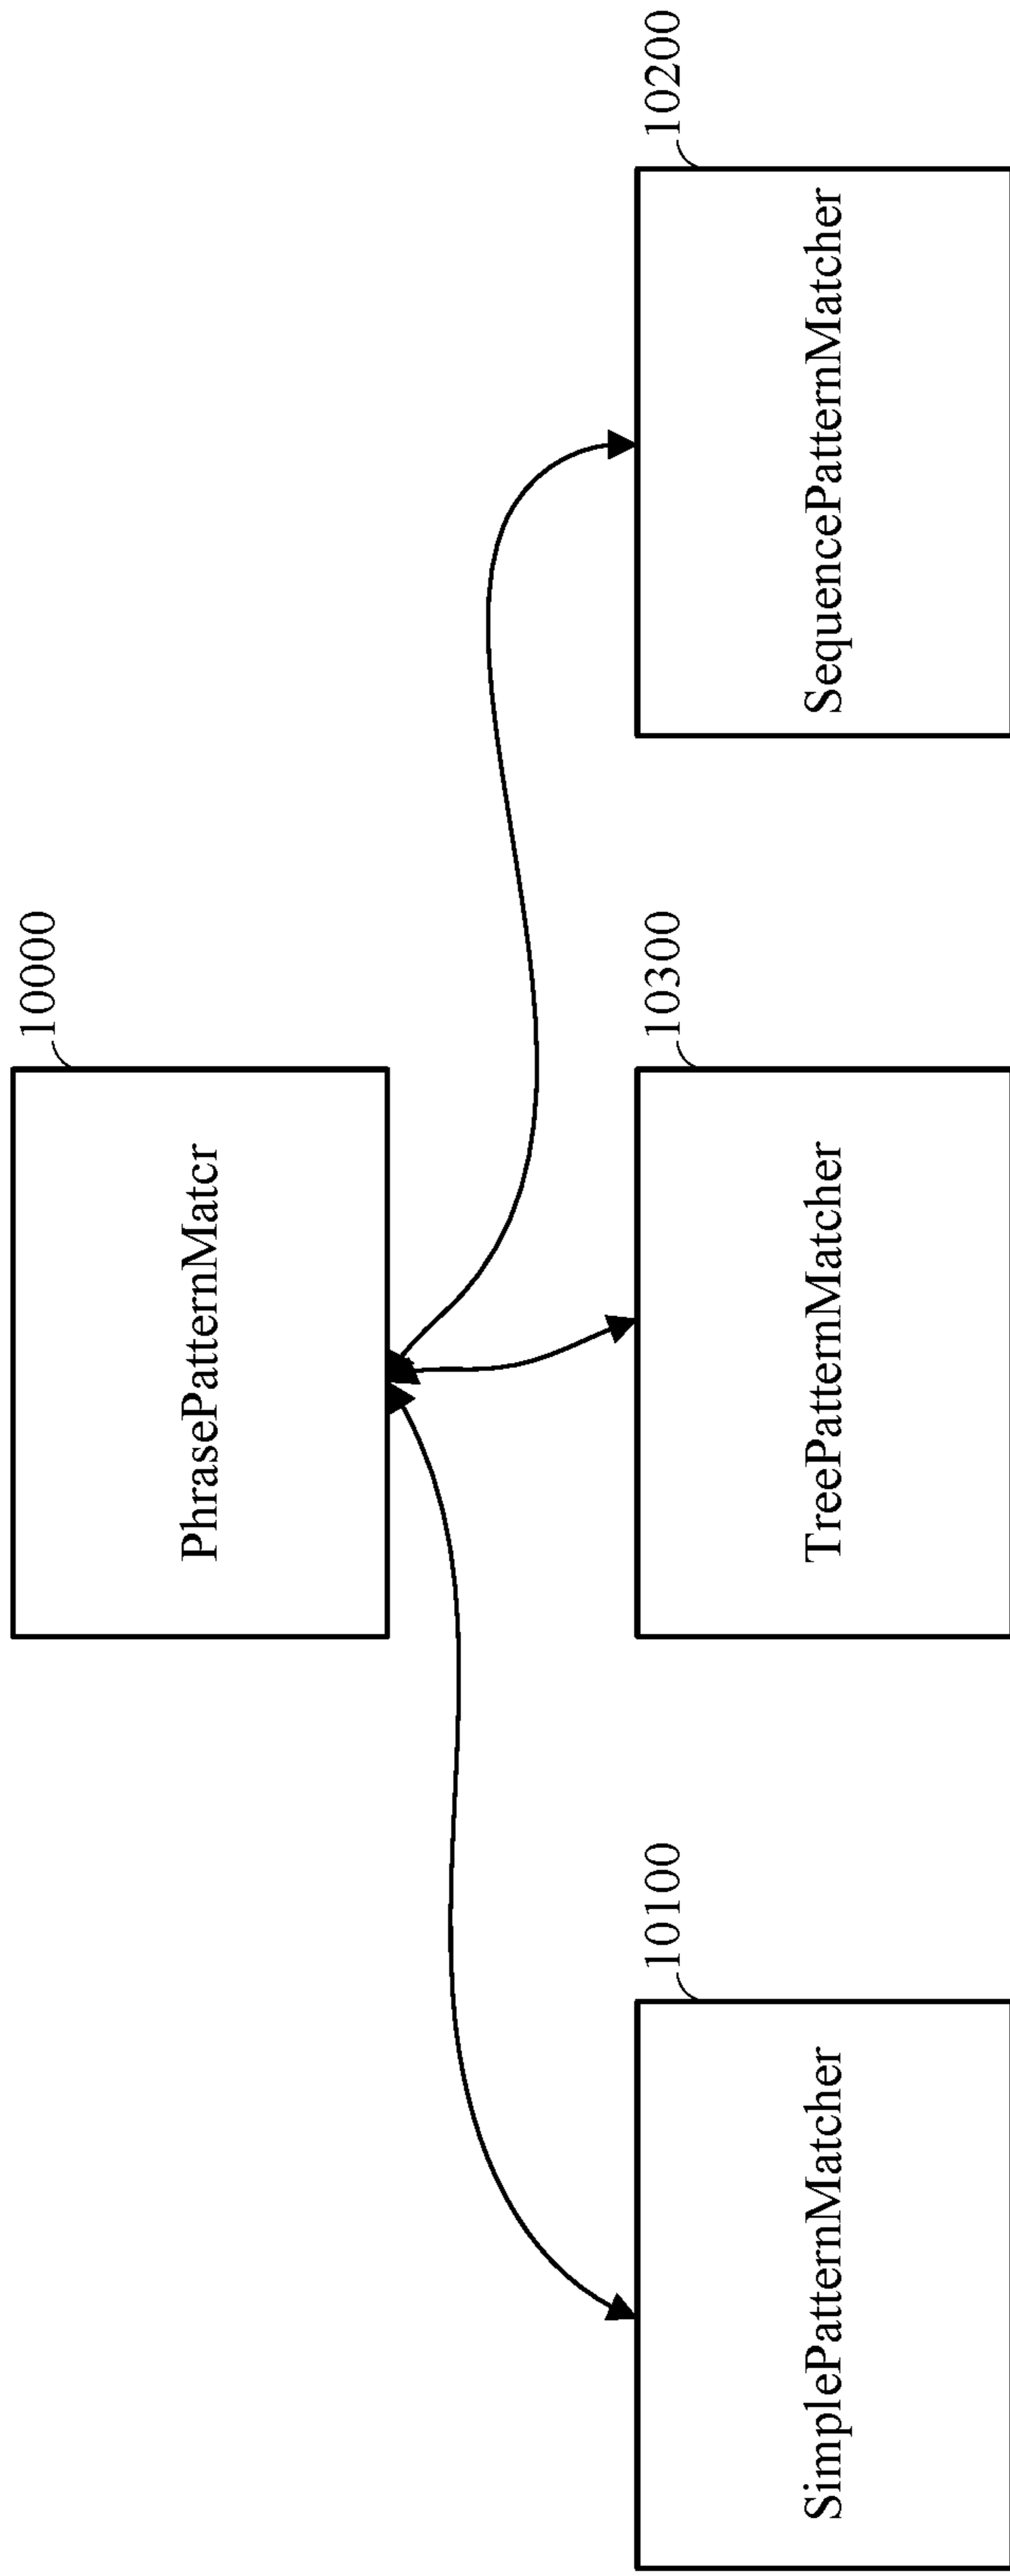 10000
PhrasePatternMatcr
10100
SimplePatternMatcher
10300
TreePatternMatcher
10200
SequencePatternMatcher